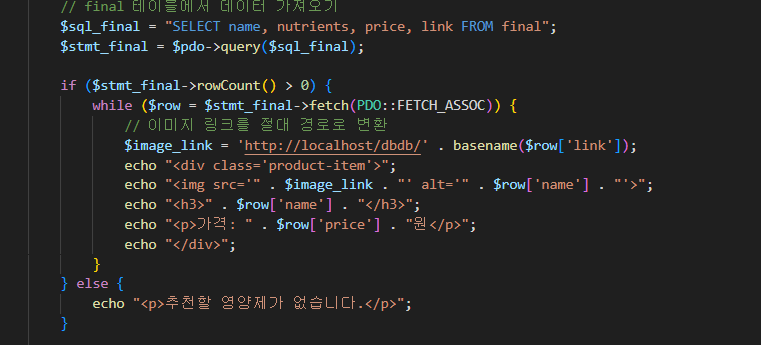 // final 테이블에서 데이터 가져오기
$sql_final = "SELECT name, nutrients, price, link FROM final";
$stmt_final = $pdo->query($sql_final);
if ($stmt_final->rowCount() > 0) {
while ($row = $stmt_final->fetch(PDO::FETCH_ASSOC)) {
// 이미지 링크를 절대 경로로 변환
$image_link = 'http://localhost/dbdb/' . basename($row['link']);
echo "<div class='product-item'>";
echo "<img src='" . $image_link . "' alt='" . $row['name'] . "'>";
echo "<h3>" . $row['name'] . "</h3>";
echo "<p>가격: " . $row['price'] . "원</p>";
echo "</div>";
}
} else {
echo "<p>추천할 영양제가 없습니다.</p>";
}